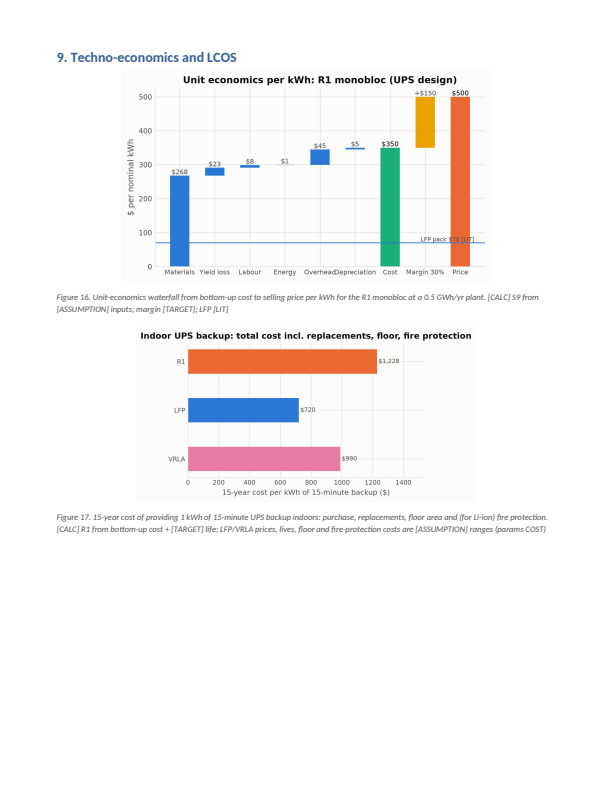 9. Techno-economics and LCOS
Unit economics per kWh: R1 monobloc (UPS design)
$ per nominal kWh
500
400
300
200
100
0
$268
$23
$8
$1
$45
$5
$350
+$150
$500
LFP pack $70 [LIT]
Materials Yield loss Labour Energy Overhead Depreciation Cost Margin 30% Price
Figure 16. Unit-economics waterfall from bottom-up cost to selling price per kWh for the R1 monobloc at a 0.5 GWh/yr plant. [CALC] S9 from
[ASSUMPTION] inputs; margin [TARGET]; LFP [LIT]
Indoor UPS backup: total cost incl. replacements, floor, fire protection
R1 $1,228
LFP $720
VRLA $990
0 200 400 600 800 1000 1200 1400
15-year cost per kWh of 15-minute backup ($)
Figure 17. 15-year cost of providing 1 kWh of 15-minute UPS backup indoors: purchase, replacements, floor area and (for Li-ion) fire protection.
[CALC] R1 from bottom-up cost + [TARGET] life; LFP/VRLA prices, lives, floor and fire-protection costs are [ASSUMPTION] ranges (params COST)